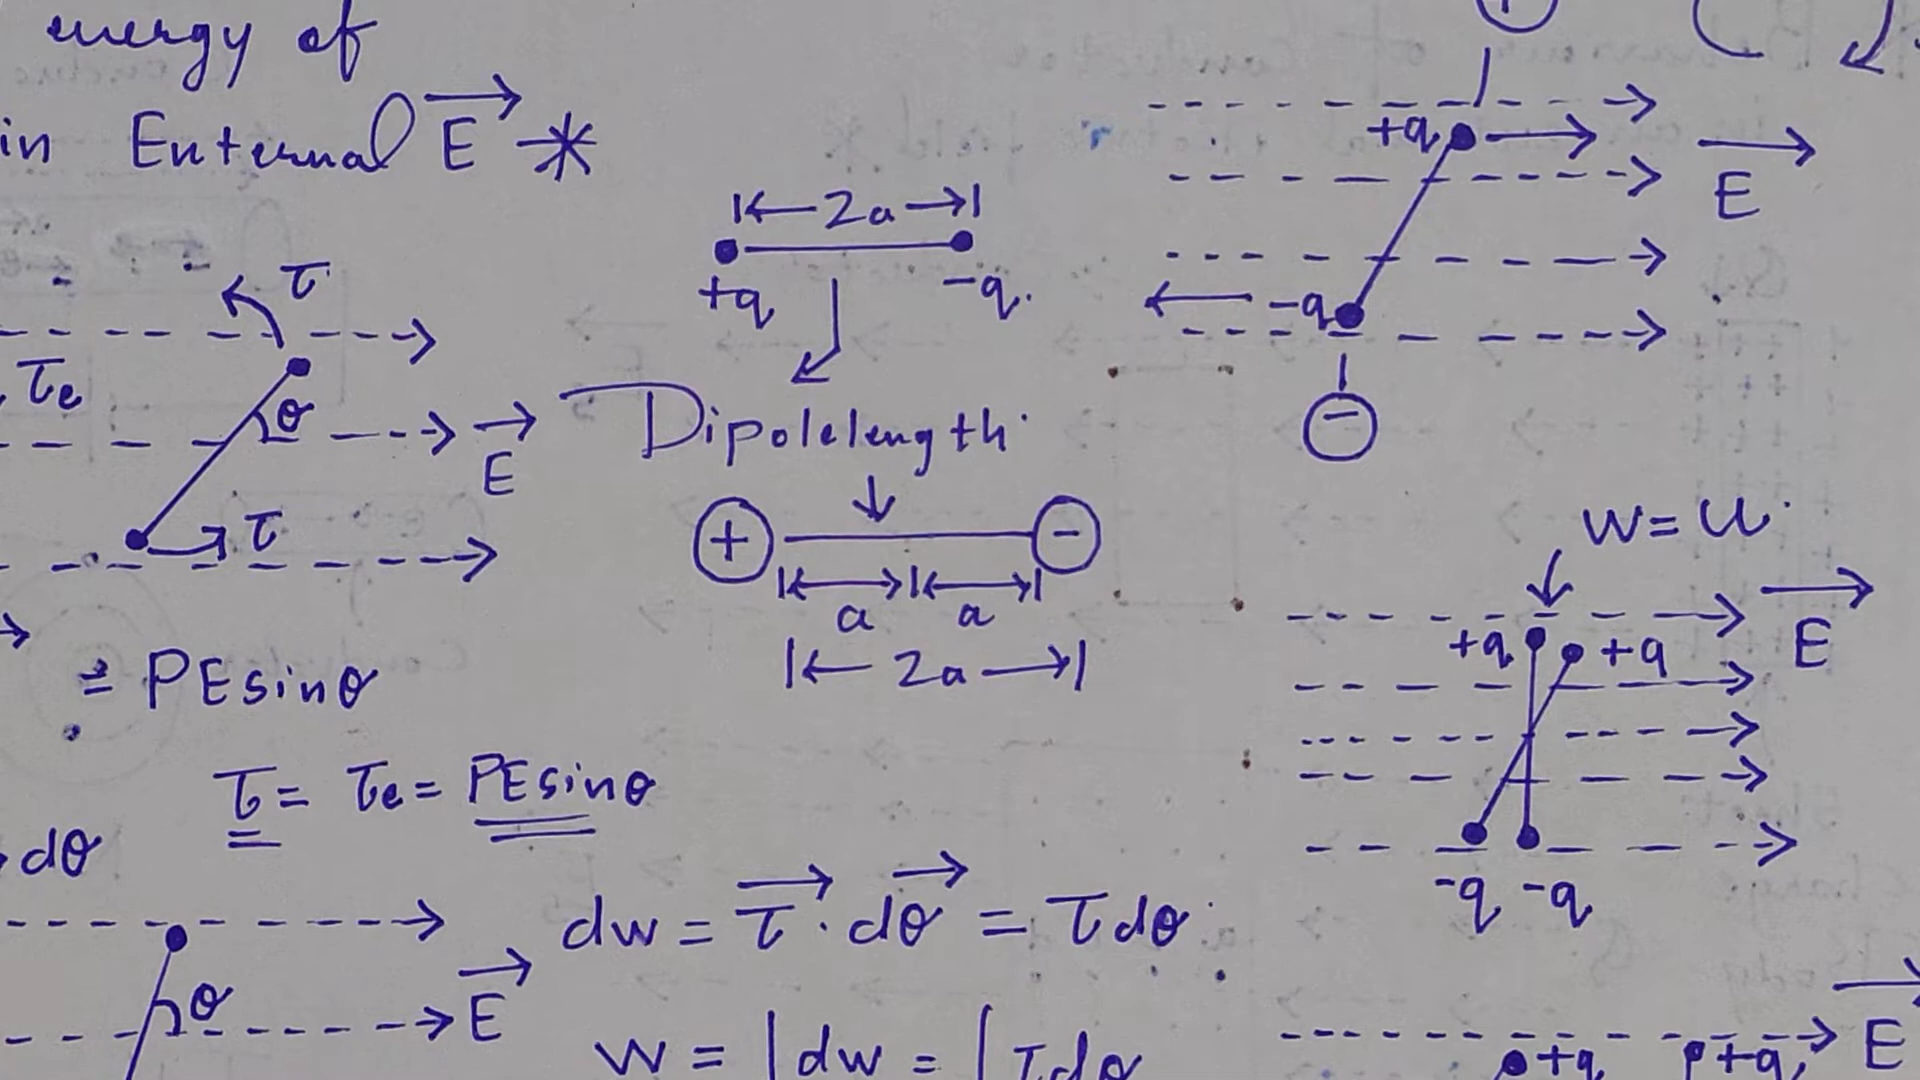 energy of
in External E *
2a
+q -q.
Dipolelength
+ -
a a
2a
τ
τe
θ
E
τ
= PEsinθ
τ = τe = PEsinθ
dθ
dw = τ . dθ = τdθ
θ
E
w = ∫dw = ∫τdθ
+
+q
E
-q
-
w = u
+q +q E
-q -q
E
+q +q